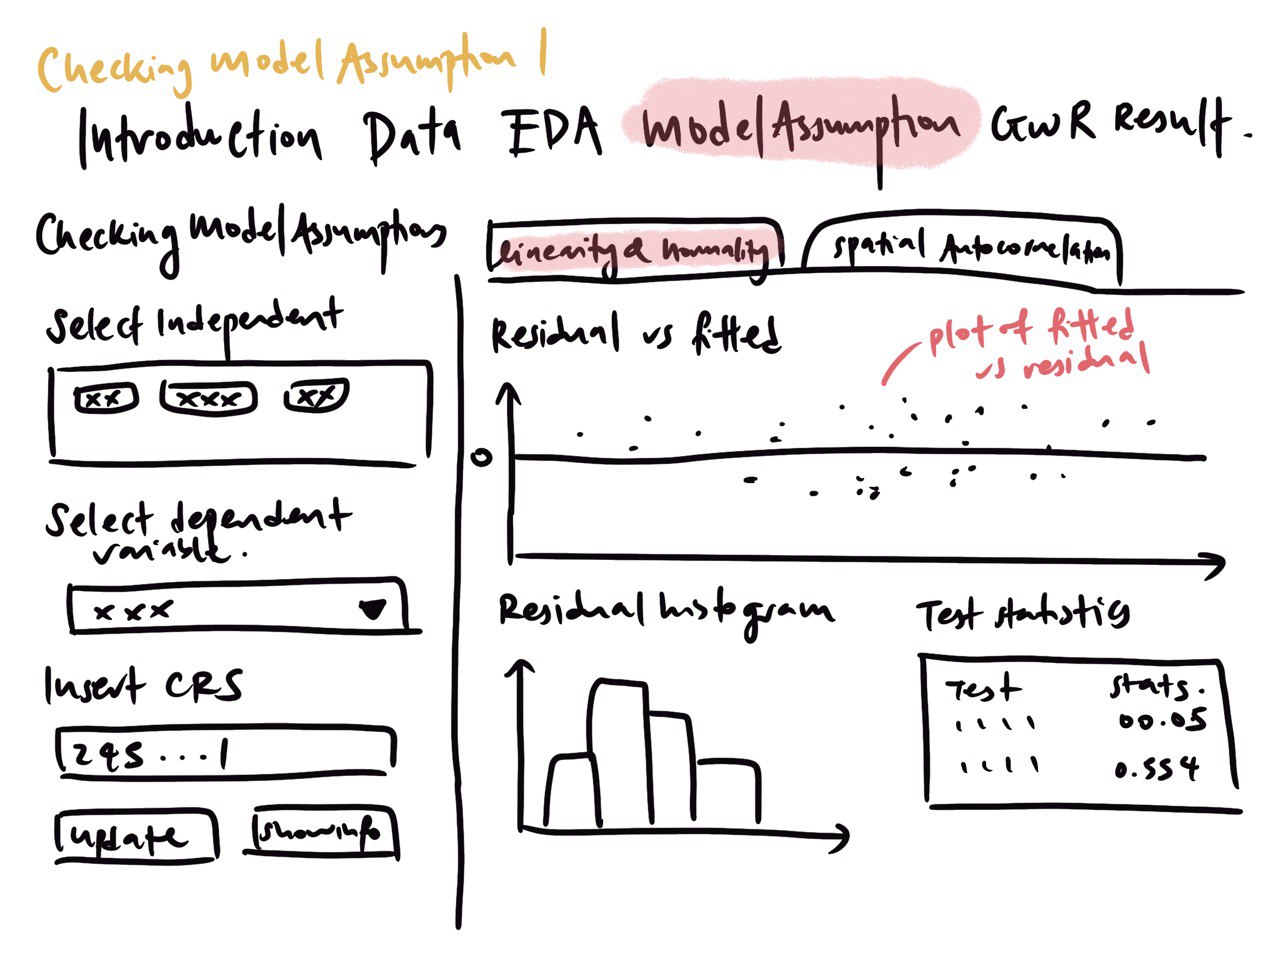 Checking Model Assumption 1
Introduction Data EDA Model Assumption GWR Result.
Checking Model Assumptions
linearity & normality
spatial Autocorrelation
Select Independent
xx xxx xx
Select dependent
variable.
xxx
Insert CRS
245 ...
update
show info
Residual vs fitted
plot of fitted
vs residual
0
Residual histogram
Test statistics
Test stats.
00.05
0.554